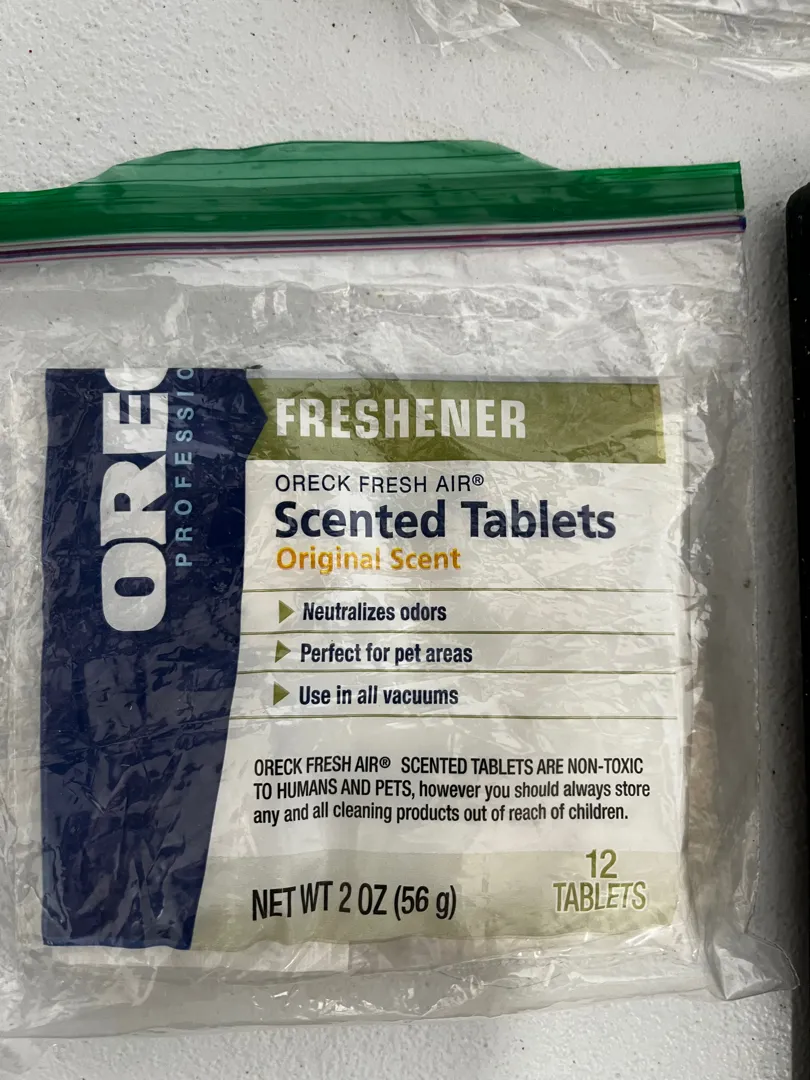 ORE
PROFESSIO
FRESHENER
ORECK FRESH AIR®
Scented Tablets
Original Scent
Neutralizes odors
Perfect for pet areas
Use in all vacuums
ORECK FRESH AIR® SCENTED TABLETS ARE NON-TOXIC
TO HUMANS AND PETS, however you should always store
any and all cleaning products out of reach of children.
NET WT 2 OZ (56 g)
12
TABLETS